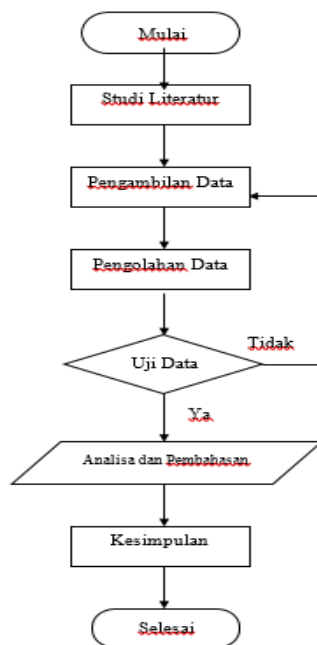 Mulai
Studi Literatur
Pengambilan Data
Pengolahan Data
Uji Data
Tidak
Ya
Analisa dan Pembahasan
Kesimpulan
Selesai